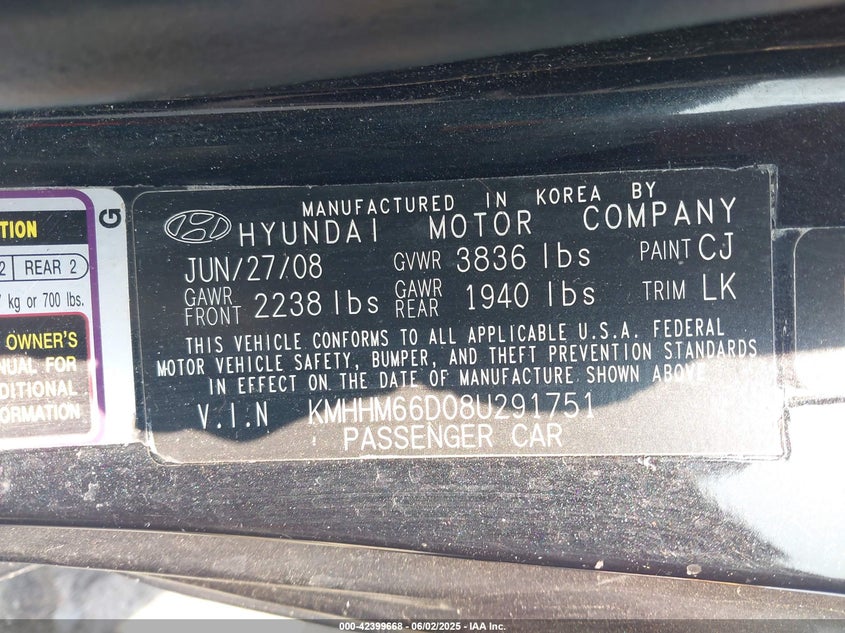 MANUFACTURED IN KOREA BY
HYUNDAI MOTOR COMPANY
JUN/27/08 GVWR 3836 lbs PAINT CJ
GAWR FRONT 2238 lbs GAWR REAR 1940 lbs TRIM LK
THIS VEHICLE CONFORMS TO ALL APPLICABLE U.S.A. FEDERAL
MOTOR VEHICLE SAFETY, BUMPER, AND THEFT PREVENTION STANDARDS
IN EFFECT ON THE DATE OF MANUFACTURE SHOWN ABOVE
V.I.N KMHHM66D08U291751
PASSENGER CAR
G
TION
2 REAR 2
7 kg or 700 lbs.
OWNER'S
NUAL FOR
DITIONAL
ORMATION
000-42399668 - 06/02/2025 - IAA Inc.